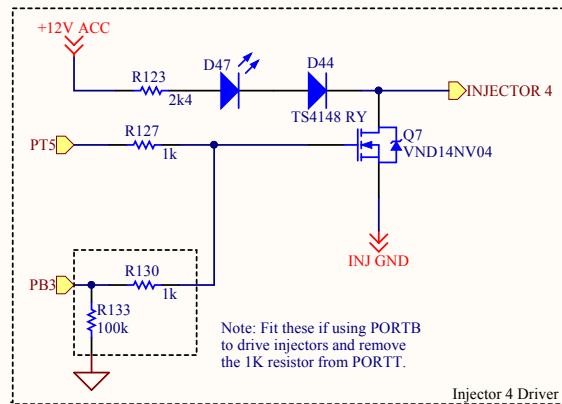 +12V ACC
R123
2k4
D47
D44
TS4148 RY
INJECTOR 4
PT5
R127
1k
Q7
VND14NV04
INJ GND
PB3
R130
1k
R133
100k
Note: Fit these if using PORTB
to drive injectors and remove
the 1K resistor from PORTT.
Injector 4 Driver